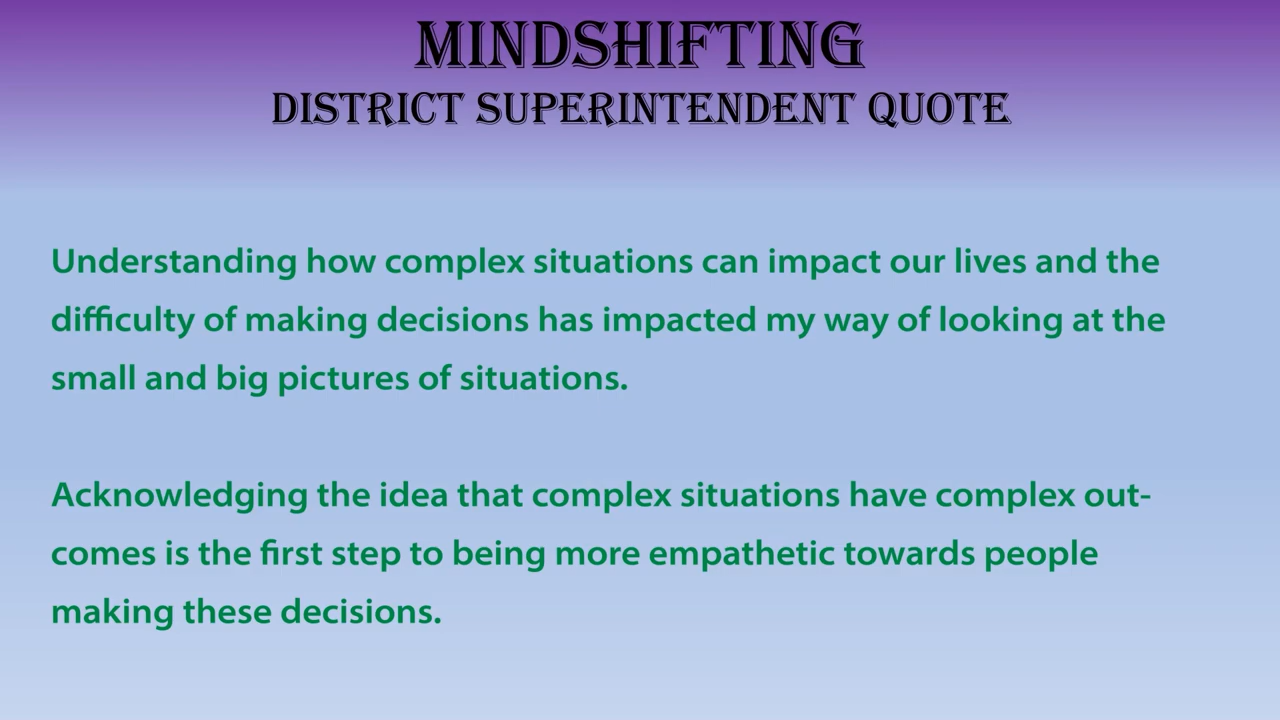 MINDSHIFTING
DISTRICT SUPERINTENDENT QUOTE
Understanding how complex situations can impact our lives and the
difficulty of making decisions has impacted my way of looking at the
small and big pictures of situations.
Acknowledging the idea that complex situations have complex out-
comes is the first step to being more empathetic towards people
making these decisions.